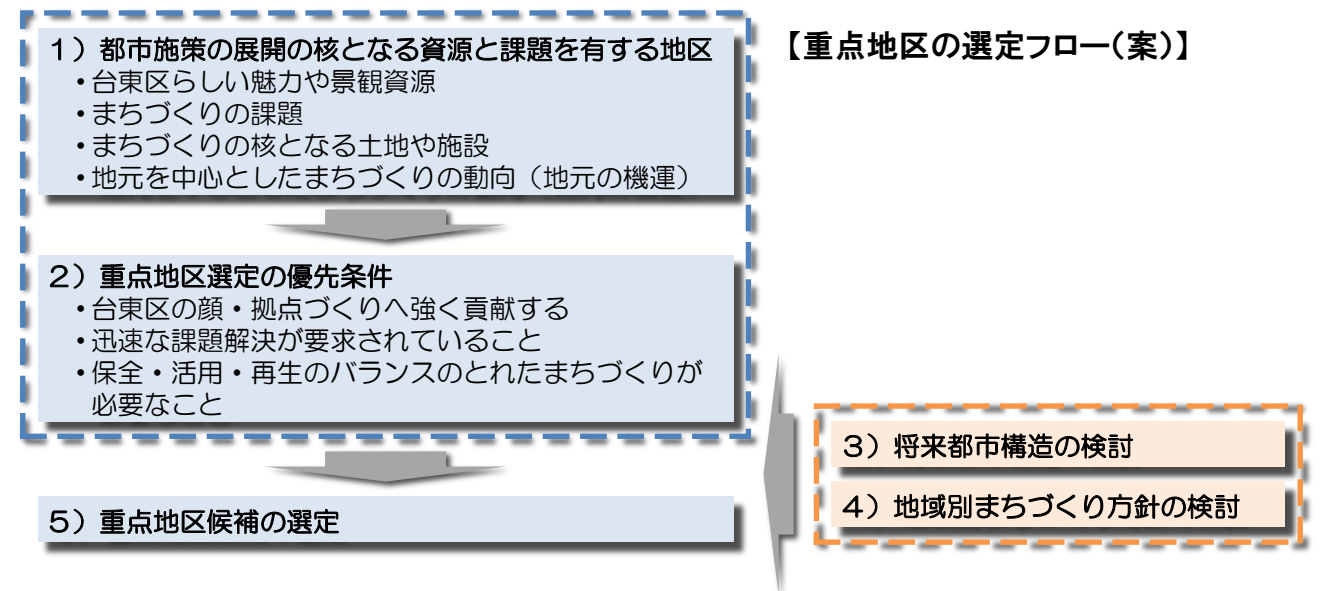 【重点地区の選定フロー(案)】
１）都市施策の展開の核となる資源と課題を有する地区
・台東区らしい魅力や景観資源
・まちづくりの課題
・まちづくりの核となる土地や施設
・地元を中心としたまちづくりの動向（地元の機運）
２）重点地区選定の優先条件
・台東区の顔・拠点づくりへ強く貢献する
・迅速な課題解決が要求されていること
・保全・活用・再生のバランスのとれたまちづくりが
必要なこと
３）将来都市構造の検討
４）地域別まちづくり方針の検討
５）重点地区候補の選定